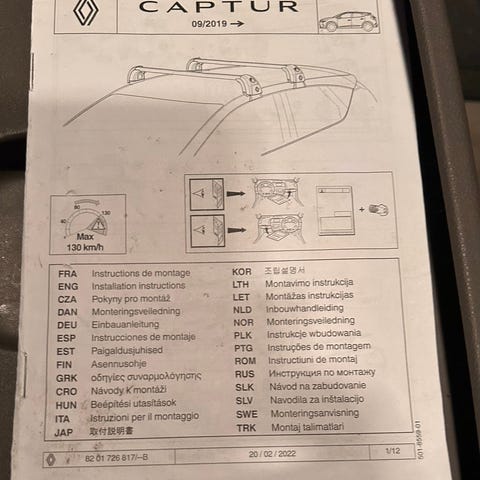 CAPTUR
09/2019 →
80
40
130
Max
130 km/h
FRA Instructions de montage
ENG Installation instructions
CZA Pokyny pro montáž
DAN Monteringsveiledning
DEU Einbauanleitung
ESP Instrucciones de montaje
EST Paigaldusjuhised
FIN Asennusohje
GRK οδηγίες συναρμολόγησης
CRO Návody K montáži
HUN Beépítési utasítások
ITA Istruzioni per il montaggio
JAP 取付説明書
KOR 조립설명서
LTH Montavimo instrukcija
LET Montāžas instrukcijas
NLD Inbouwhandleiding
NOR Monteringsveiledning
PLK Instrukcje wbudowania
PTG Instruções de montagem
ROM Instructiuni de montaj
RUS Инструкция по монтажу
SLK Návod na zabudovanie
SLV Navodila za inštalacijo
SWE Monteringsanvisning
TRK Montaj talimatlari
82 01 726 817/--B
20 / 02 / 2022
1/12